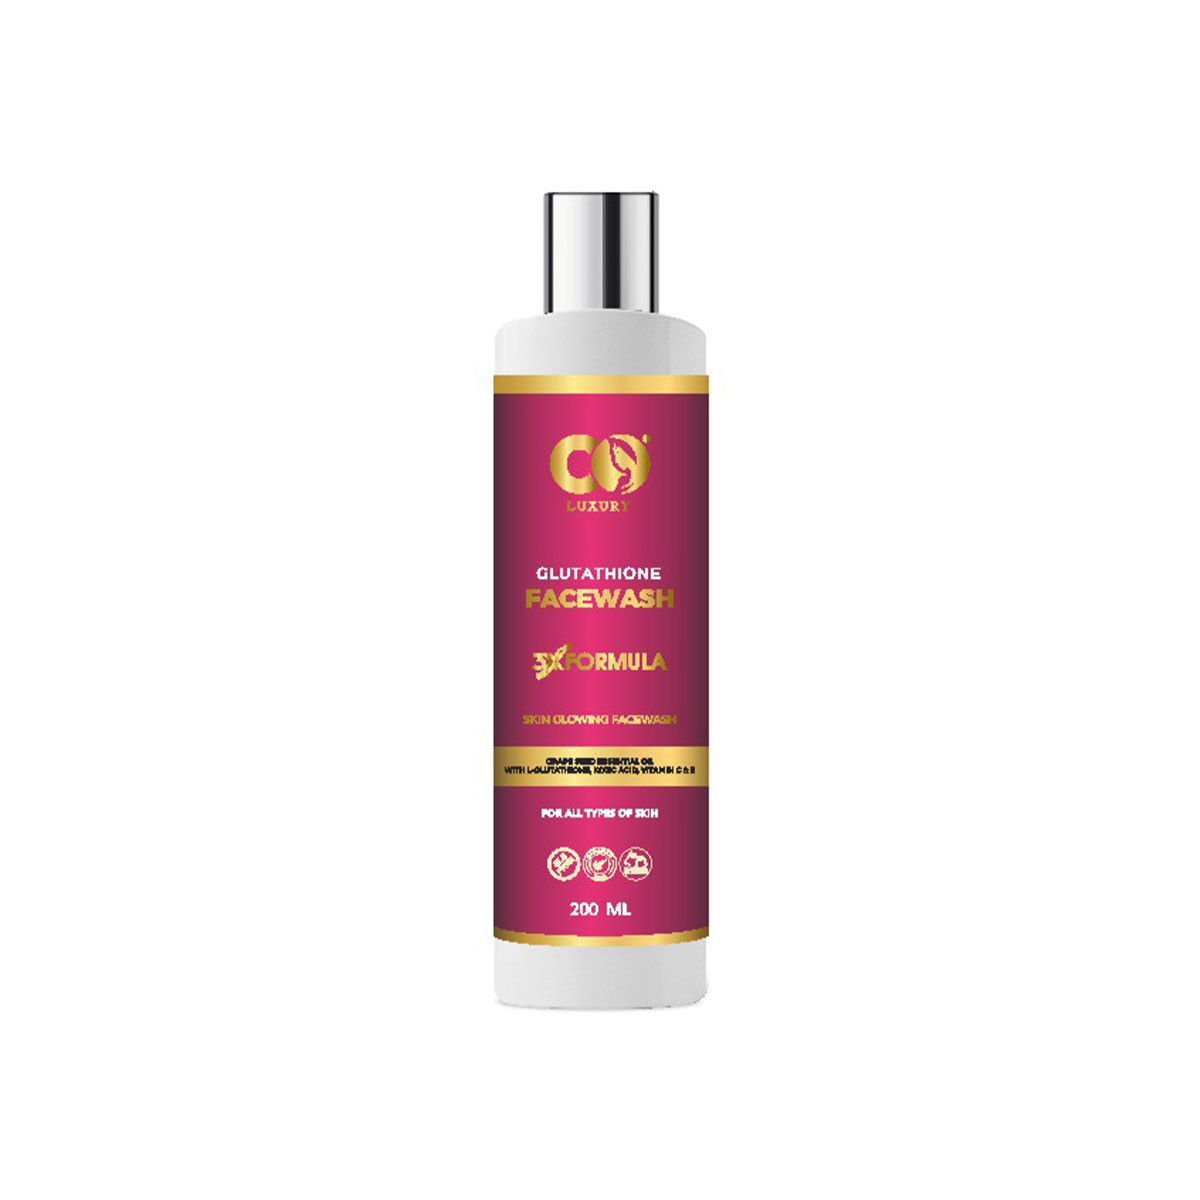 CO
LUXURY
GLUTATHIONE
FACEWASH
3X FORMULA
SKIN GLOWING FACEWASH
GRAPE SEED ESSENTIAL OIL
WITH L-GLUTATHIONE, KOJIC ACID, VITAMIN C & E
FOR ALL TYPES OF SKIN
200 ML